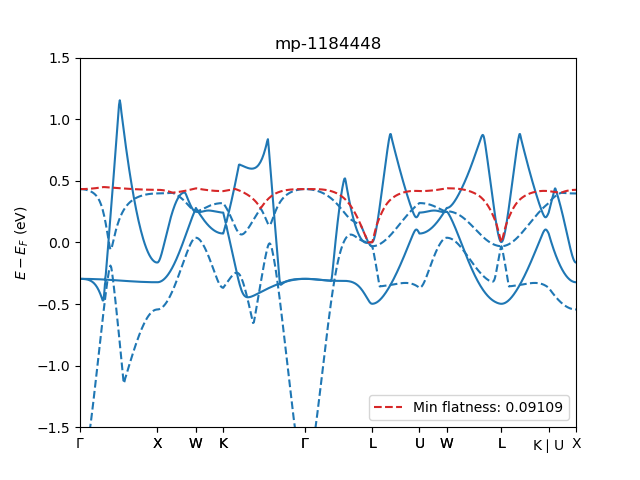 mp-1184448
E − E_F (eV)
1.5
1.0
0.5
0.0
−0.5
−1.0
−1.5
Min flatness: 0.09109
Γ X W K Γ L U W L K | U X